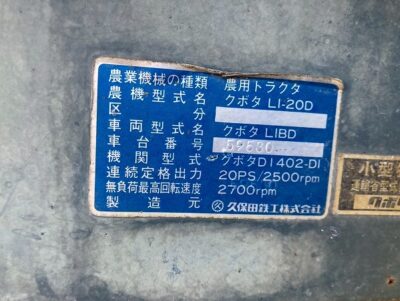 農業機械の種類 農用トラクタ
農機型式名 クボタ L1-20D
区分
車両型式名 クボタ L1BD
車台番号
機関型式 クボタD1402-DI
連続定格出力 20PS/2500rpm
無負荷最高回転速度 2700rpm
製造元 久保田鉄工株式会社
小型